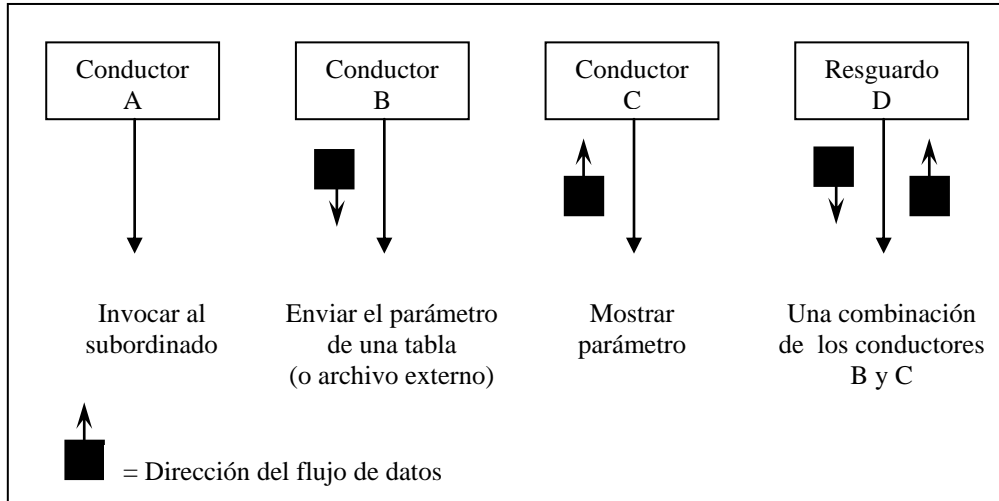 Conductor
A
Conductor
B
Conductor
C
Resguardo
D
Invocar al
subordinado
Enviar el parámetro
de una tabla
(o archivo externo)
Mostrar
parámetro
Una combinación
de los conductores
B y C
= Dirección del flujo de datos